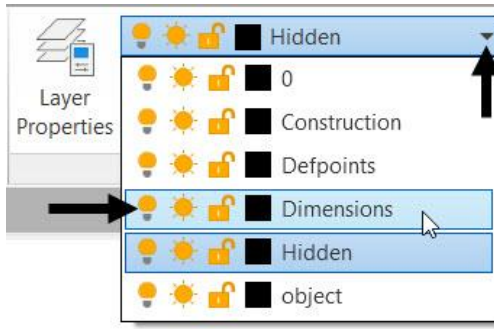 Hidden
Layer
Properties
0
Construction
Defpoints
Dimensions
Hidden
object